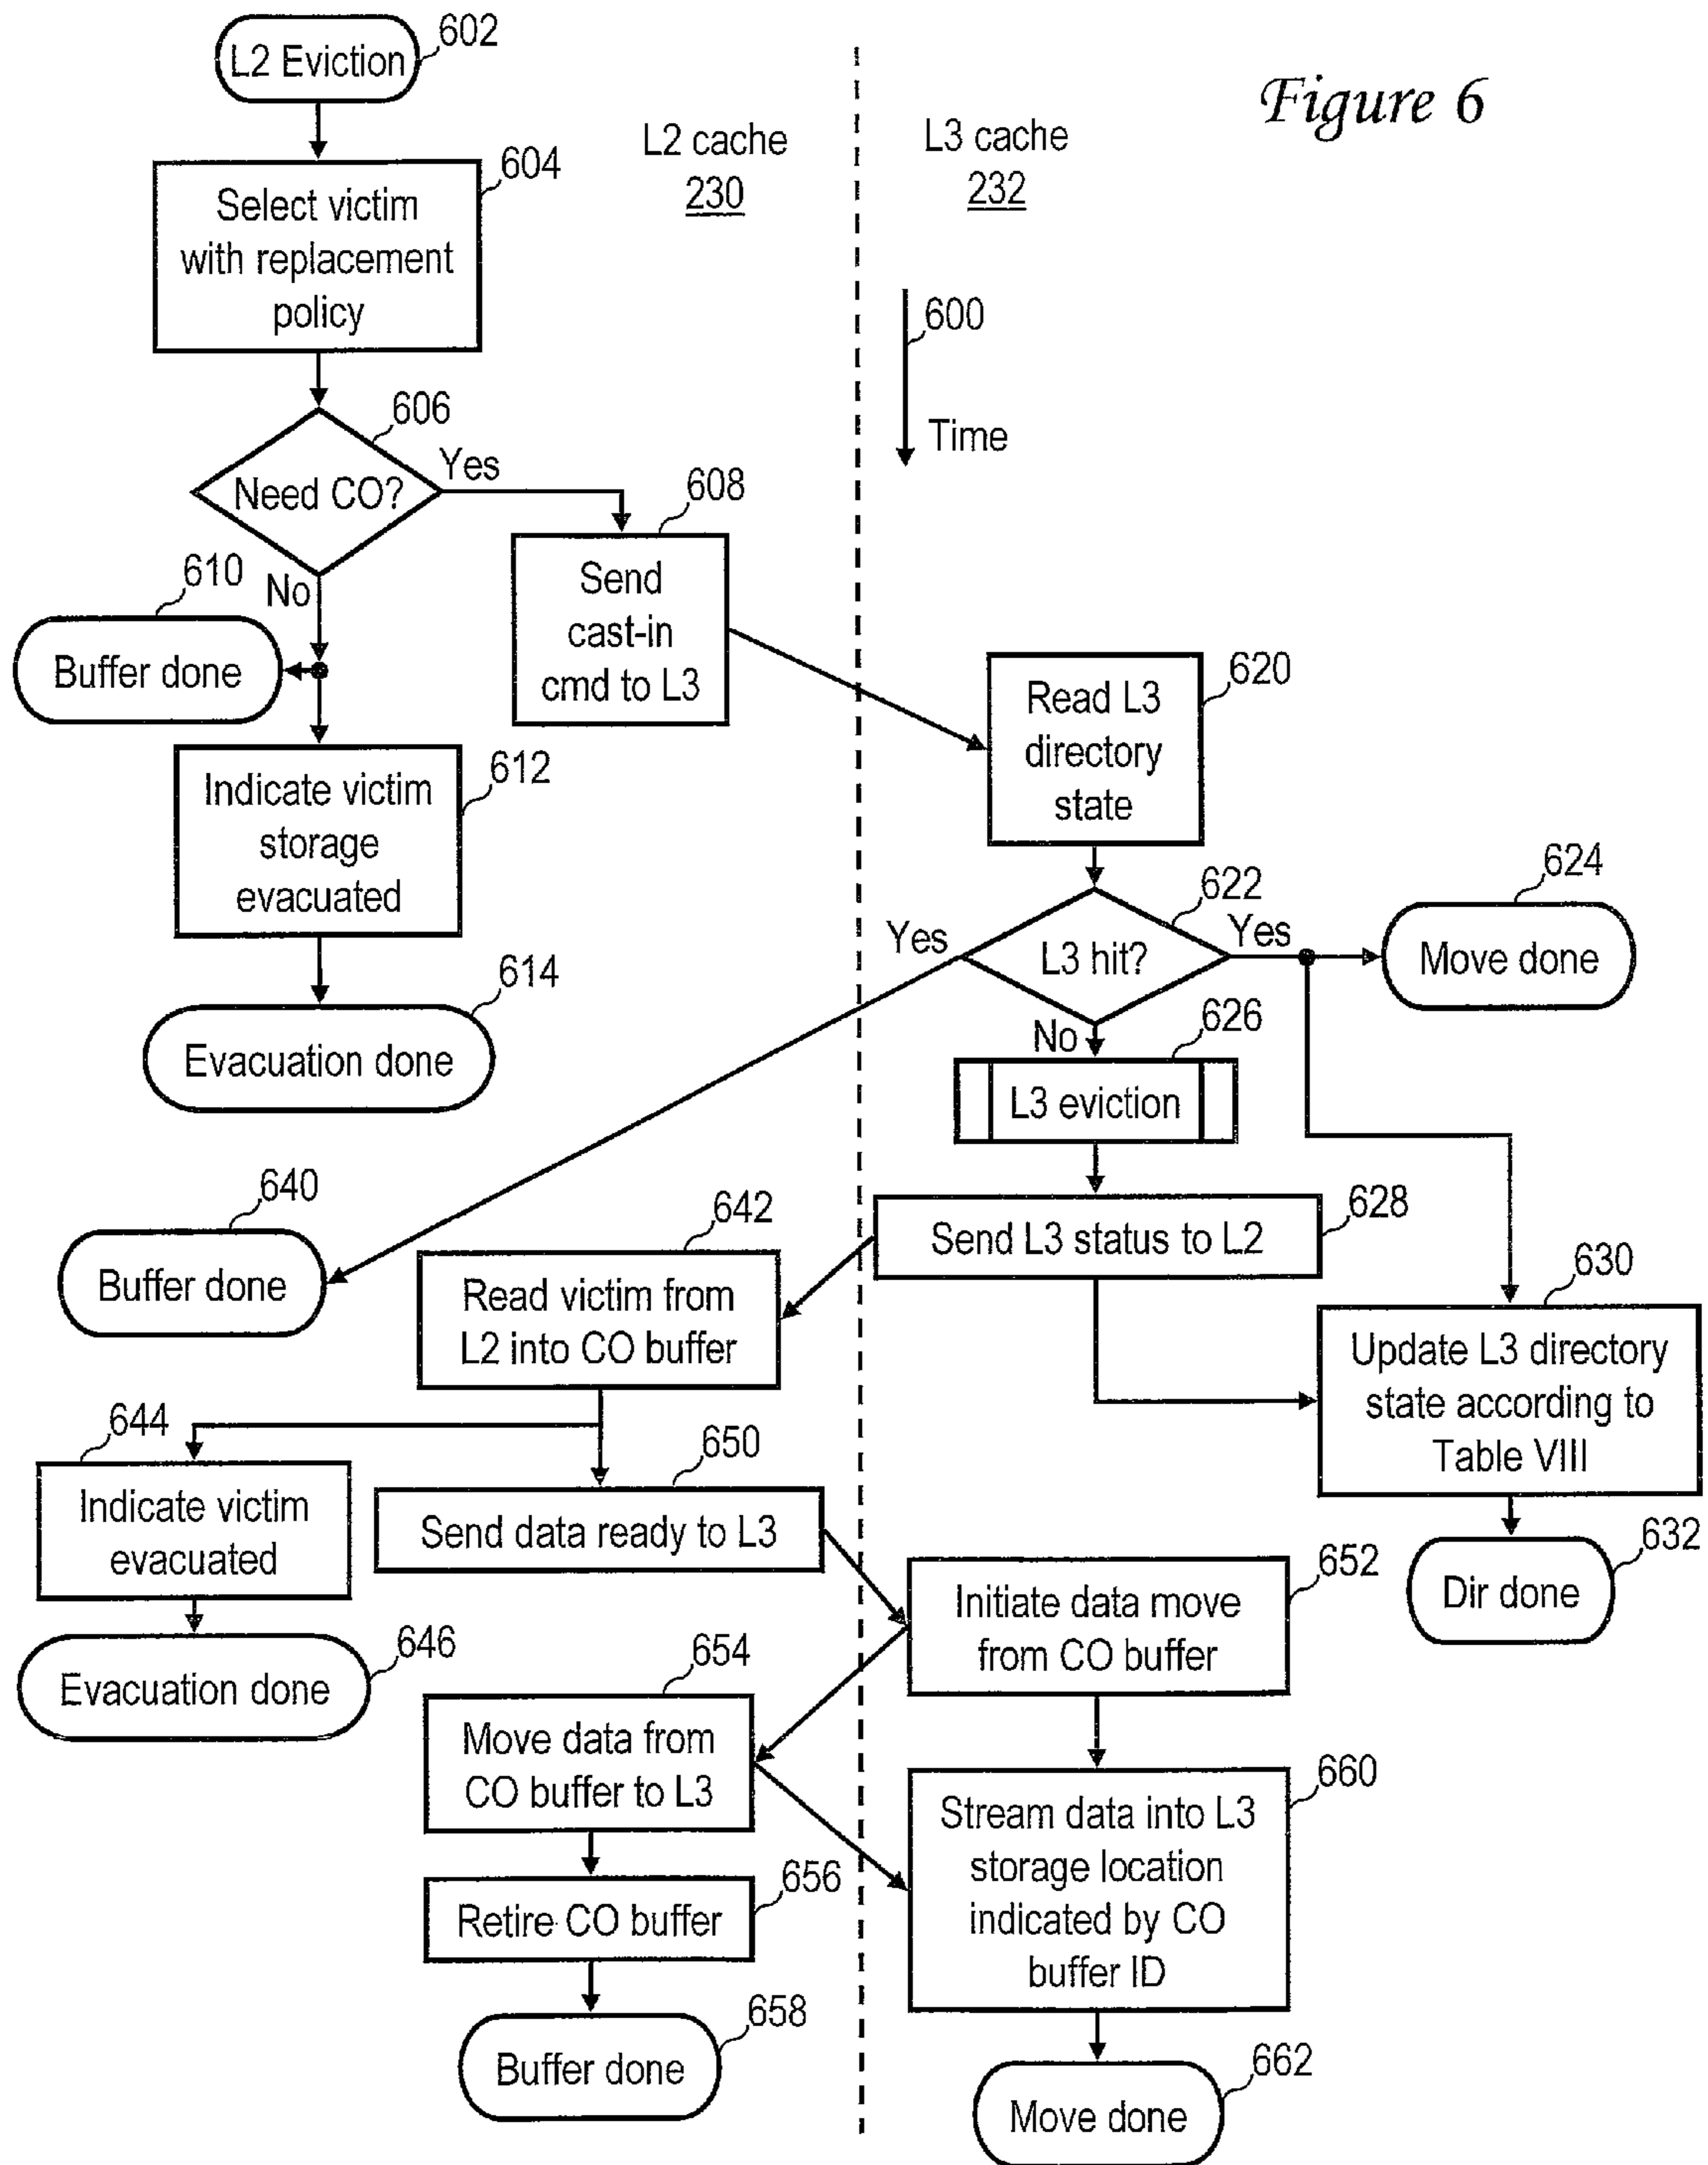 602
L2 Eviction
Figure 6
L2 cache
230
L3 cache
232
604
Select victim
with replacement
policy
600
Time
606
Need CO?
Yes
608
Send
cast-in
cmd to L3
610
No
Buffer done
620
Read L3
directory
state
612
Indicate victim
storage
evacuated
614
Evacuation done
622
Yes
L3 hit?
Yes
624
Move done
No
626
L3 eviction
628
Send L3 status to L2
640
Buffer done
642
Read victim from
L2 into CO buffer
630
Update L3 directory
state according to
Table VIII
632
Dir done
644
Indicate victim
evacuated
646
Evacuation done
650
Send data ready to L3
652
Initiate data move
from CO buffer
654
Move data from
CO buffer to L3
656
Retire CO buffer
658
Buffer done
660
Stream data into L3
storage location
indicated by CO
buffer ID
662
Move done